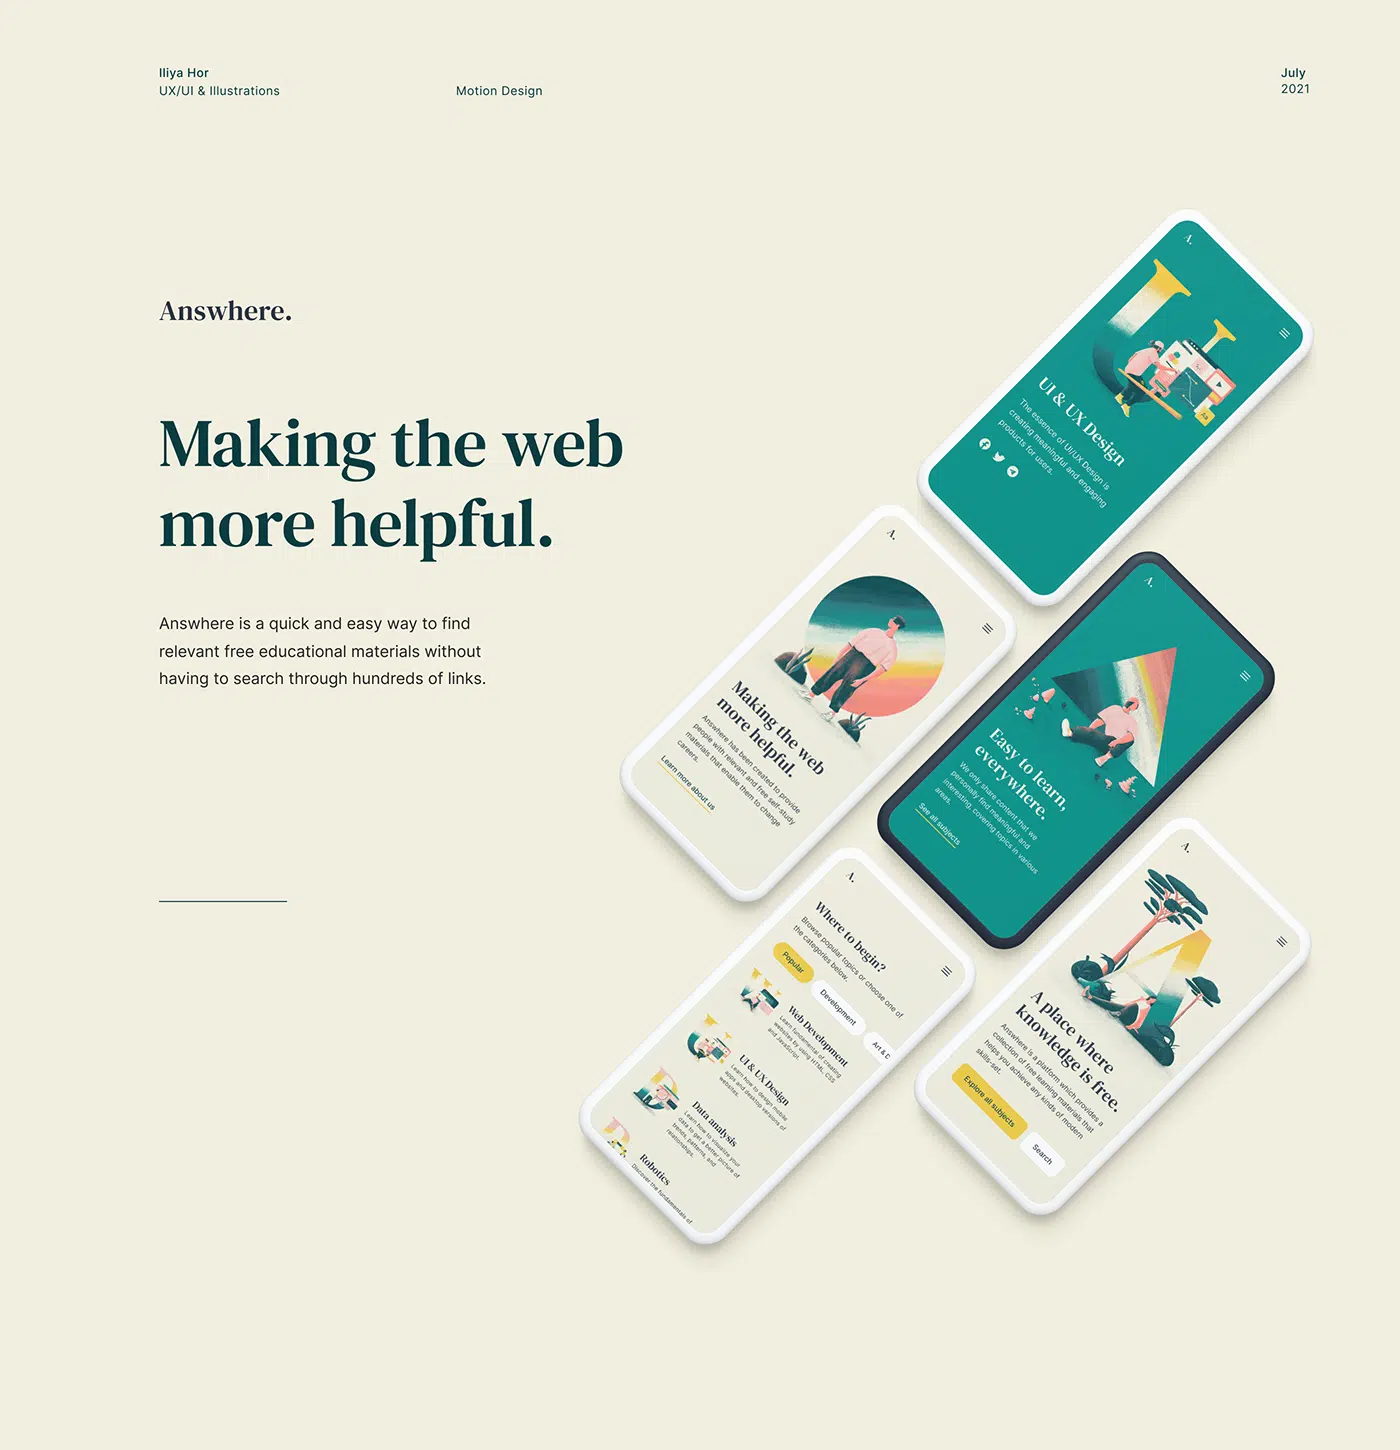 Iliya Hor
UX/UI & Illustrations
Motion Design
July
2021
Answhere.
Making the web
more helpful.
Answhere is a quick and easy way to find
relevant free educational materials without
having to search through hundreds of links.
A.
UI & UX Design
The essence of UI/UX Design is
creating meaningful and engaging
products for users.
A.
Making the web
more helpful.
Answhere has been created to provide
people with relevant and free self-study
materials that enable them to change
careers.
Learn more about us
A.
Easy to learn,
everywhere.
We only share content that we
personally find meaningful and
interesting, covering topics in various
areas.
See all subjects
A.
Where to begin?
Browse popular topics or choose one of
the categories below.
Popular
Development
Art & D
Web Development
Learn fundamental of creating
websites by using HTML, CSS
and JavaScript.
UI & UX Design
Learn how to design mobile
apps and desktop versions of
websites.
Data analysis
Learn how to visualize your
data to get a better picture of
trends, patterns, and
relationships.
Robotics
Discover the fundamentals of
A.
A place where
knowledge is free.
Answhere is a platform which provides a
collection of free learning materials that
helps you achieve any kinds of modern
skills-set.
Explore all subjects
Search